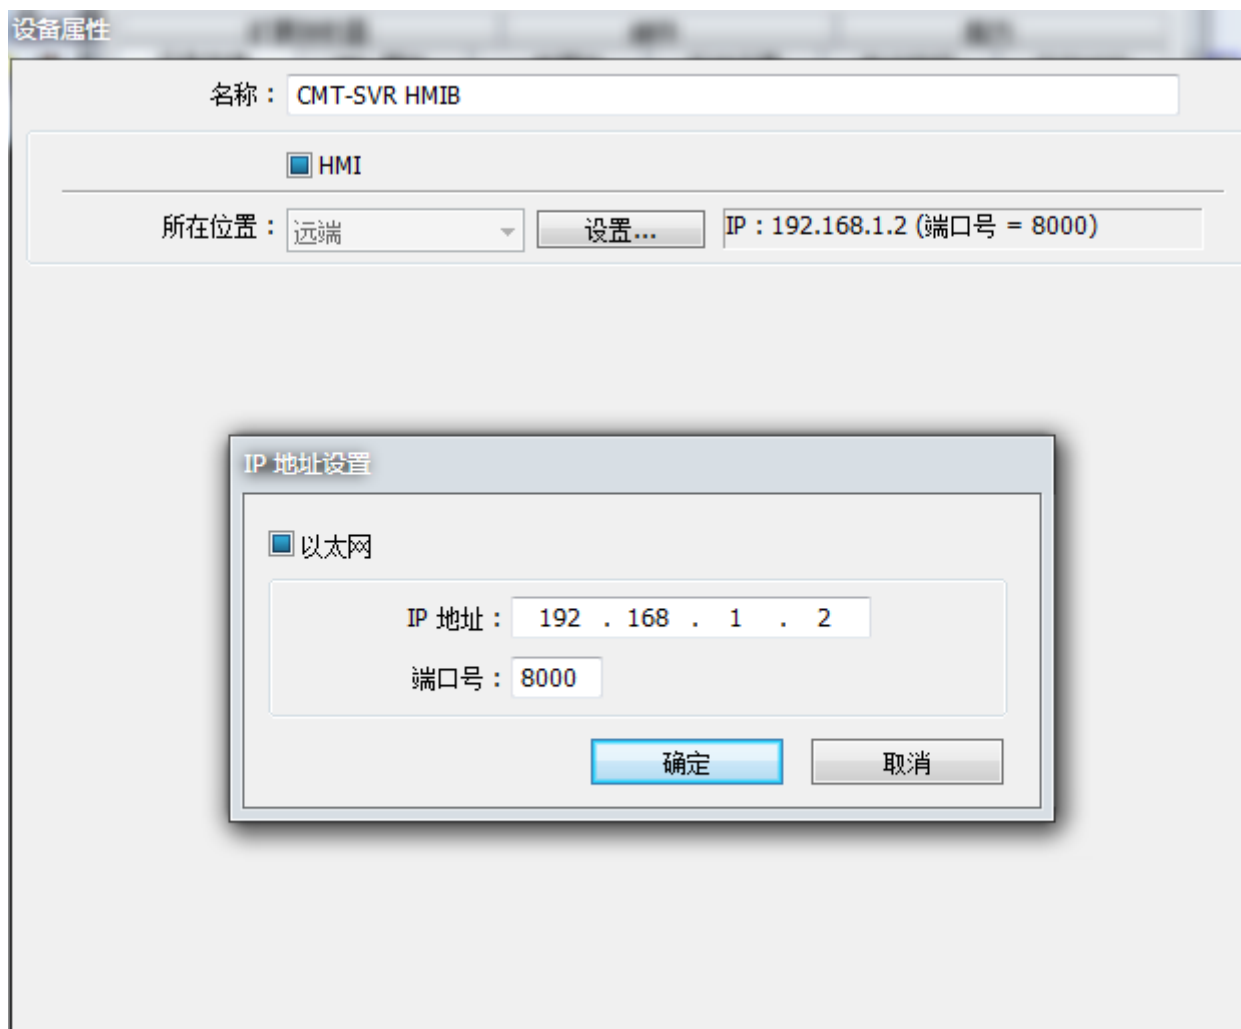 设备属性
名称： CMT-SVR HMIB
HMI
所在位置： 远端 设置... IP：192.168.1.2 (端口号 = 8000)
IP 地址设置
以太网
IP 地址： 192 . 168 . 1 . 2
端口号： 8000
确定 取消